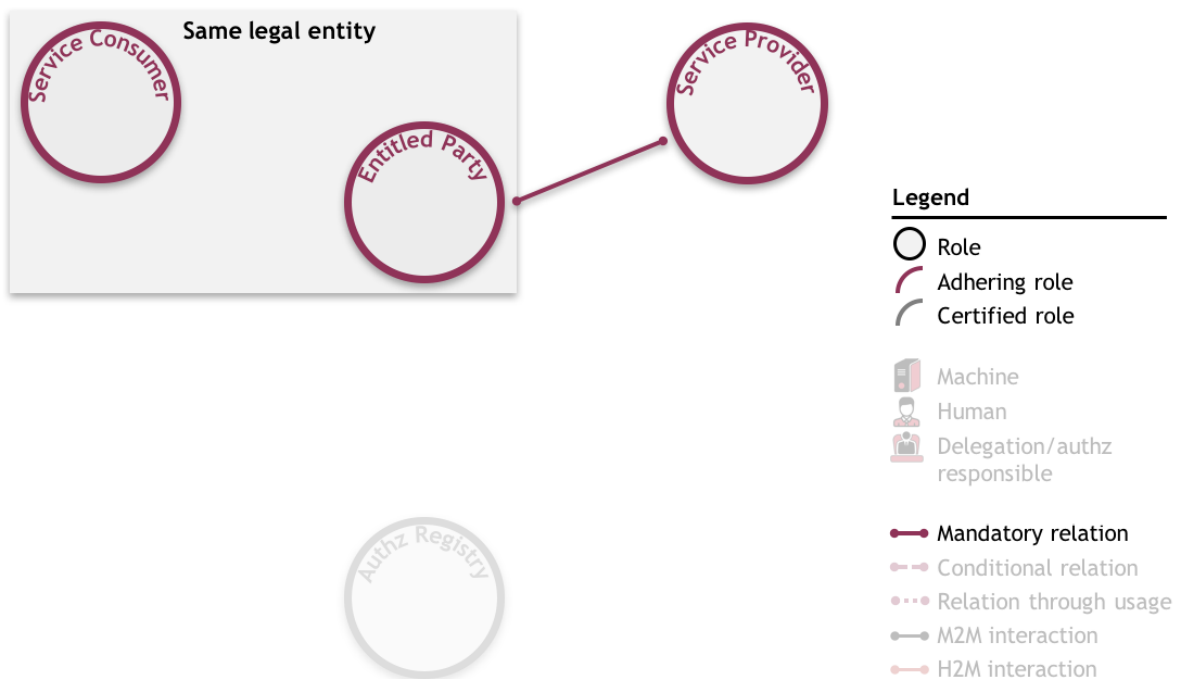 Same legal entity
Service Consumer
Service Provider
Entitled Party
Legend
Role
Adhering role
Certified role
Machine
Human
Delegation/authz
responsible
Authz Registry
Mandatory relation
Conditional relation
Relation through usage
M2M interaction
H2M interaction